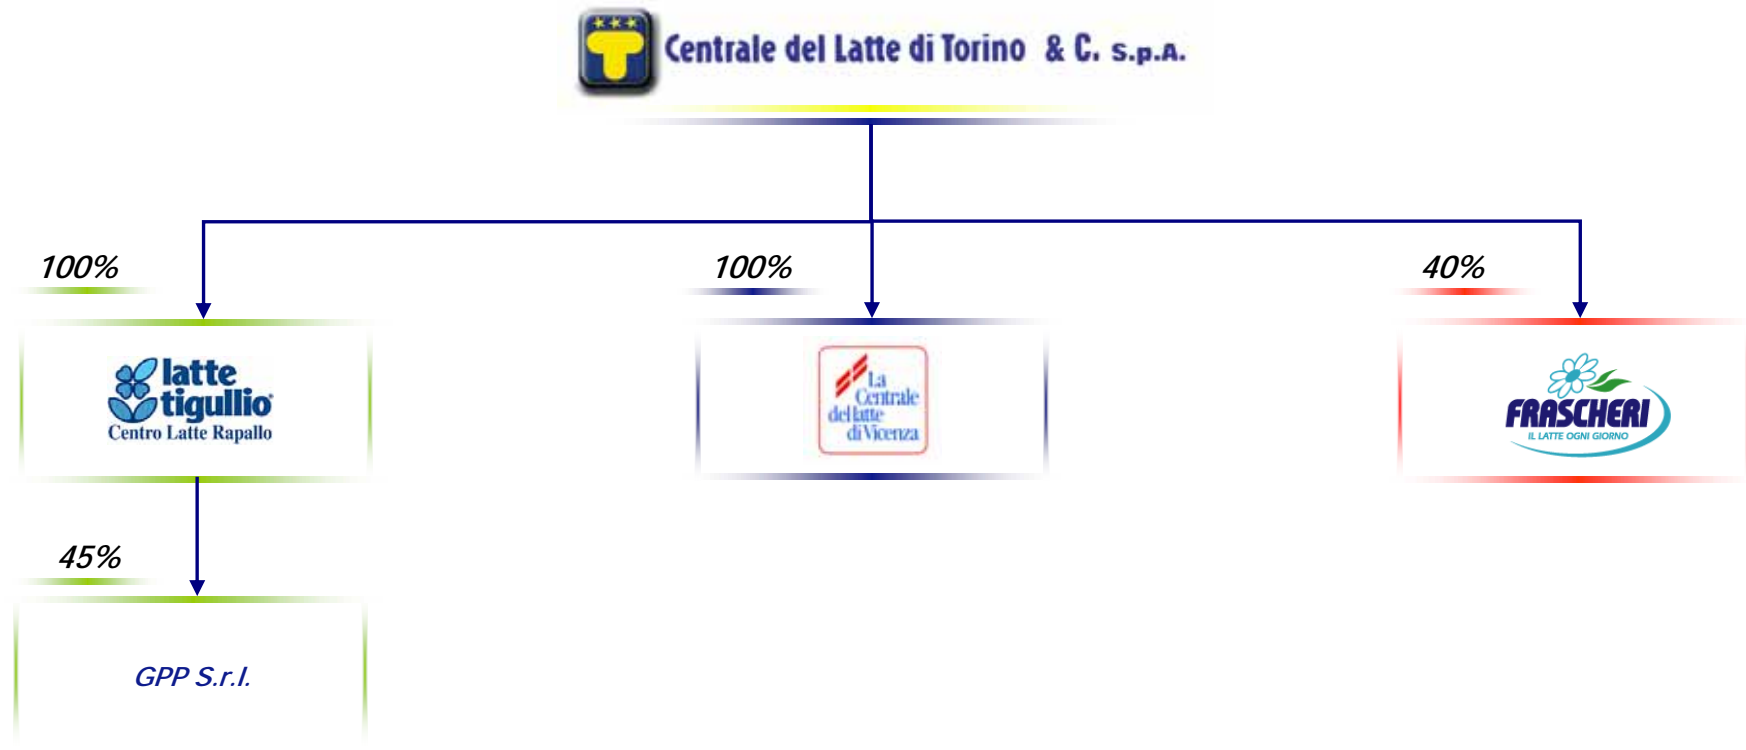 Centrale del Latte di Torino & C. S.p.A.
100%
100%
40%
latte
tigullio
Centro Latte Rapallo
La
Centrale
del latte
di Vicenza
FRASCHERI
IL LATTE OGNI GIORNO
45%
GPP S.r.l.